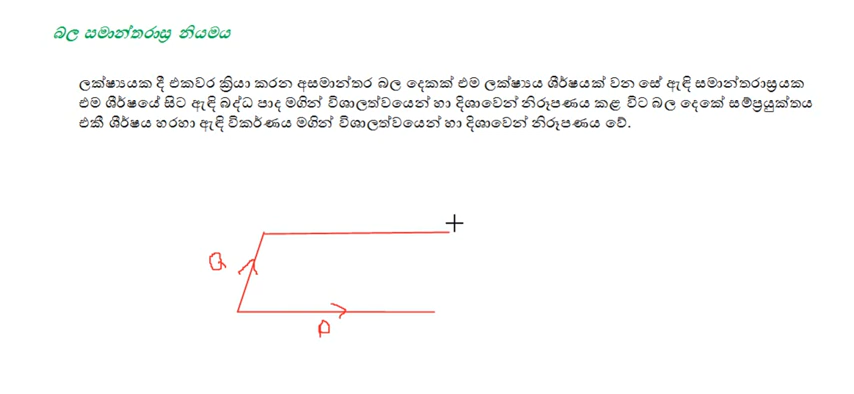 බල සමාන්තරාස්‍ර නියමය
ලක්ෂ්‍යයක දී එකවර ක්‍රියා කරන අසමාන්තර බල දෙකක් එම ලක්ෂ්‍යය ශීර්ෂයක් වන සේ ඇඳි සමාන්තරාස්‍රයක
එම ශීර්ෂයේ සිට ඇඳි බද්ධ පාද මගින් විශාලත්වයෙන් හා දිශාවෙන් නිරූපණය කළ විට බල දෙකේ සම්ප්‍රයුක්තය
එකී ශීර්ෂය හරහා ඇඳි විකර්ණය මගින් විශාලත්වයෙන් හා දිශාවෙන් නිරූපණය වේ.
Q
P